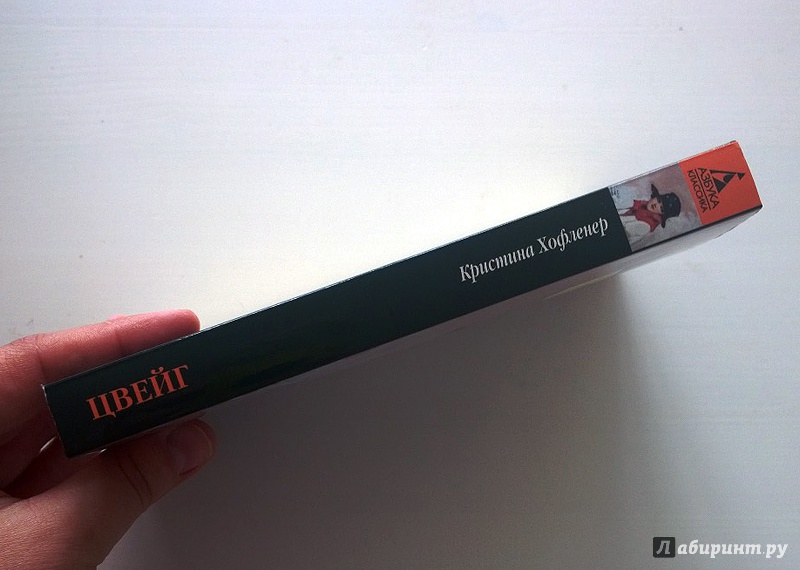 ЦВЕЙГ
Кристина Хофленер
АЗБУКА
КЛАССИКА
Лабиринт.ру